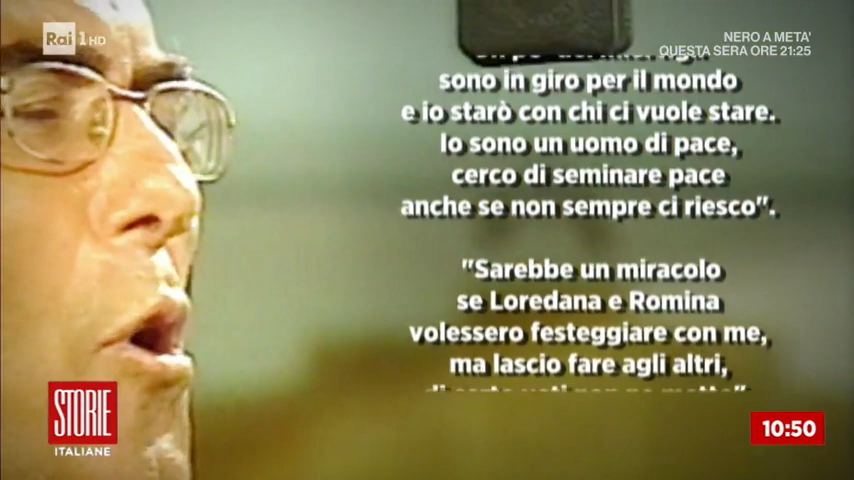 Rai 1 HD
NERO A META'
QUESTA SERA ORE 21:25
sono in giro per il mondo
e io starò con chi ci vuole stare.
Io sono un uomo di pace,
cerco di seminare pace
anche se non sempre ci riesco".
"Sarebbe un miracolo
se Loredana e Romina
volessero festeggiare con me,
ma lascio fare agli altri,
STORIE
ITALIANE
10:50